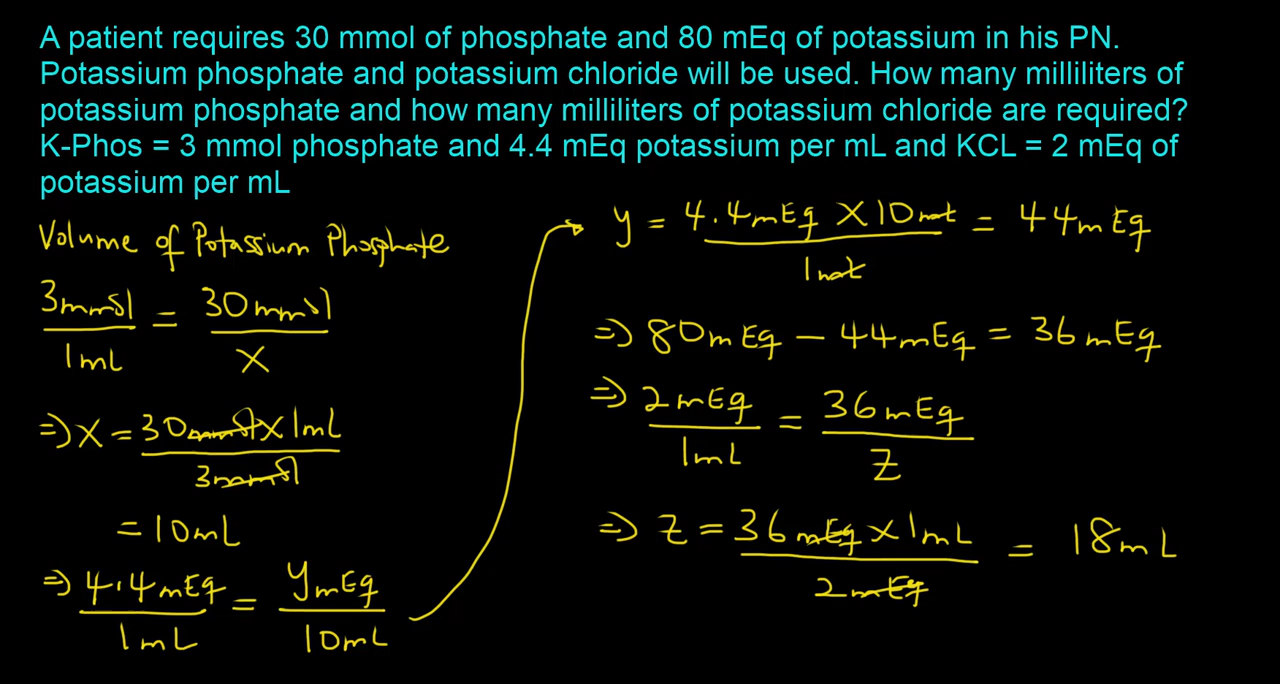 A patient requires 30 mmol of phosphate and 80 mEq of potassium in his PN.
Potassium phosphate and potassium chloride will be used. How many milliliters of
potassium phosphate and how many milliliters of potassium chloride are required?
K-Phos = 3 mmol phosphate and 4.4 mEq potassium per mL and KCL = 2 mEq of
potassium per mL
Volume of Potassium Phosphate
3mmol / 1mL = 30mmol / X
⇒ X = 30mmol x 1mL / 3mmol
= 10mL
⇒ 4.4mEq / 1mL = y mEq / 10mL
y = 4.4mEq X 10mL / 1mL = 44mEq
⇒ 80mEq - 44mEq = 36mEq
⇒ 2mEq / 1mL = 36mEq / Z
⇒ Z = 36mEq x 1mL / 2mEq = 18mL